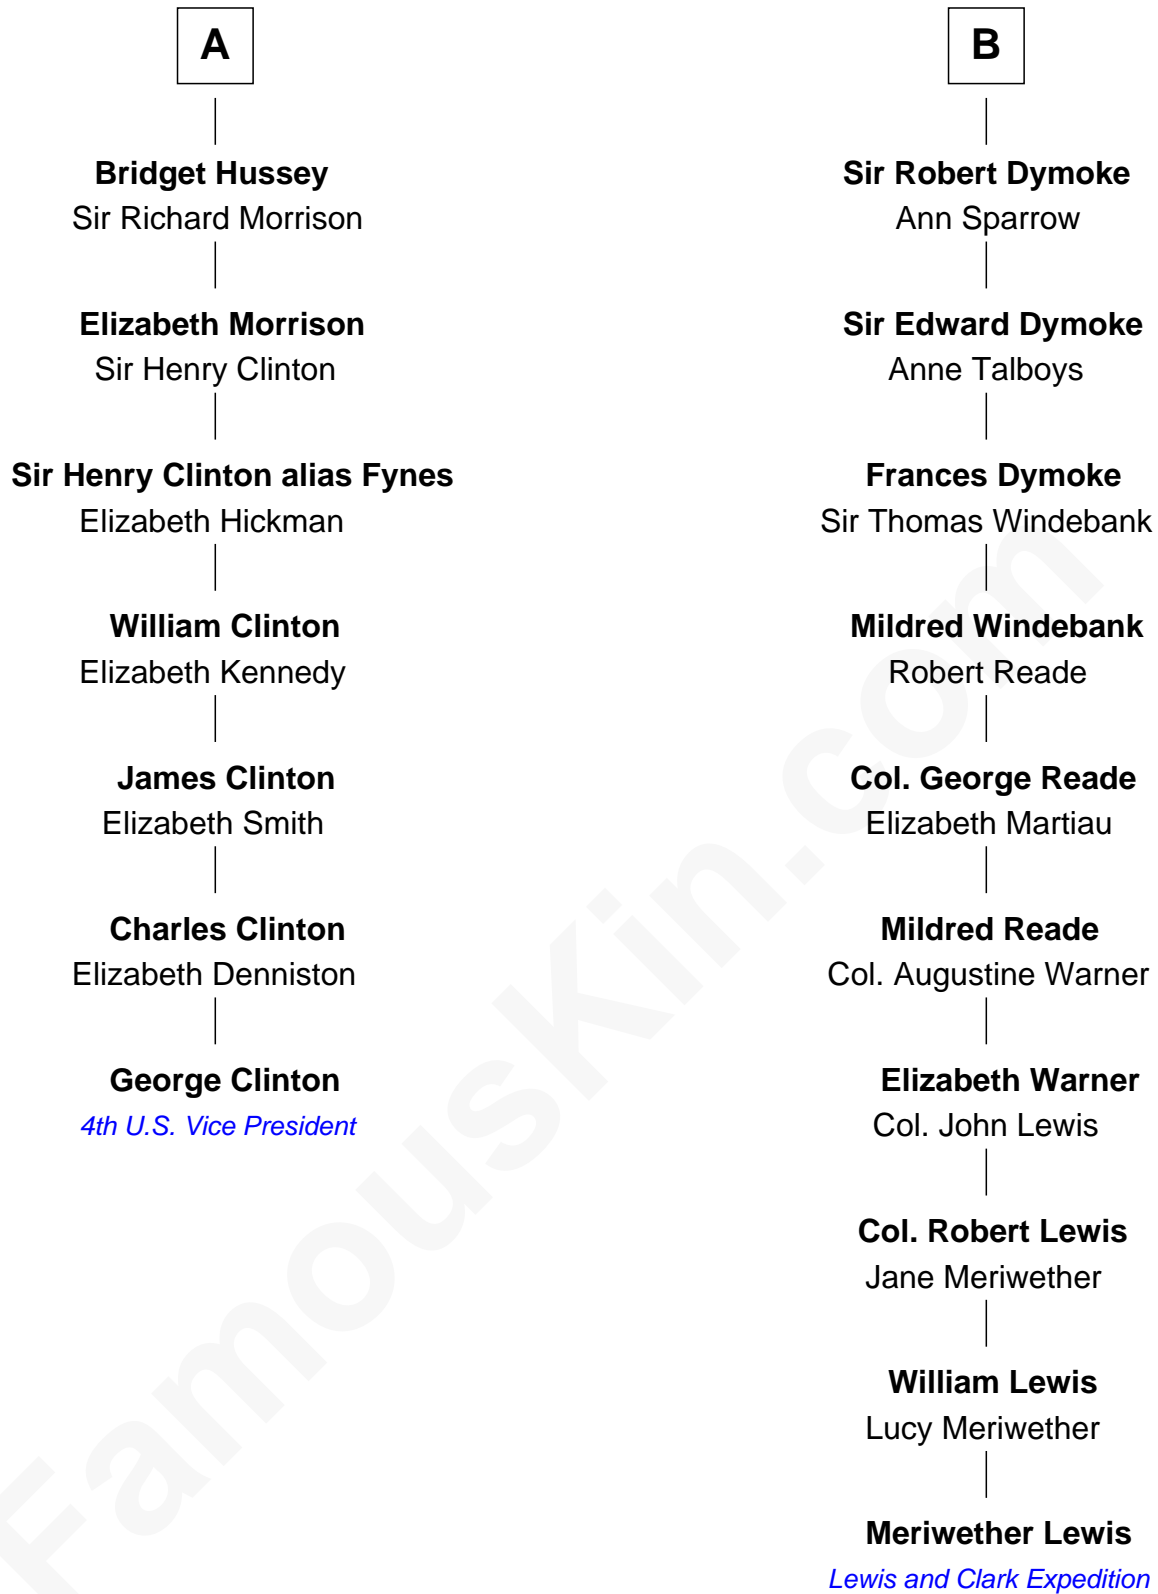 A
Bridget Hussey
Sir Richard Morrison
Elizabeth Morrison
Sir Henry Clinton
Sir Henry Clinton alias Fynes
Elizabeth Hickman
William Clinton
Elizabeth Kennedy
James Clinton
Elizabeth Smith
Charles Clinton
Elizabeth Denniston
George Clinton
4th U.S. Vice President
B
Sir Robert Dymoke
Ann Sparrow
Sir Edward Dymoke
Anne Talboys
Frances Dymoke
Sir Thomas Windebank
Mildred Windebank
Robert Reade
Col. George Reade
Elizabeth Martiau
Mildred Reade
Col. Augustine Warner
Elizabeth Warner
Col. John Lewis
Col. Robert Lewis
Jane Meriwether
William Lewis
Lucy Meriwether
Meriwether Lewis
Lewis and Clark Expedition
FamousKin.com